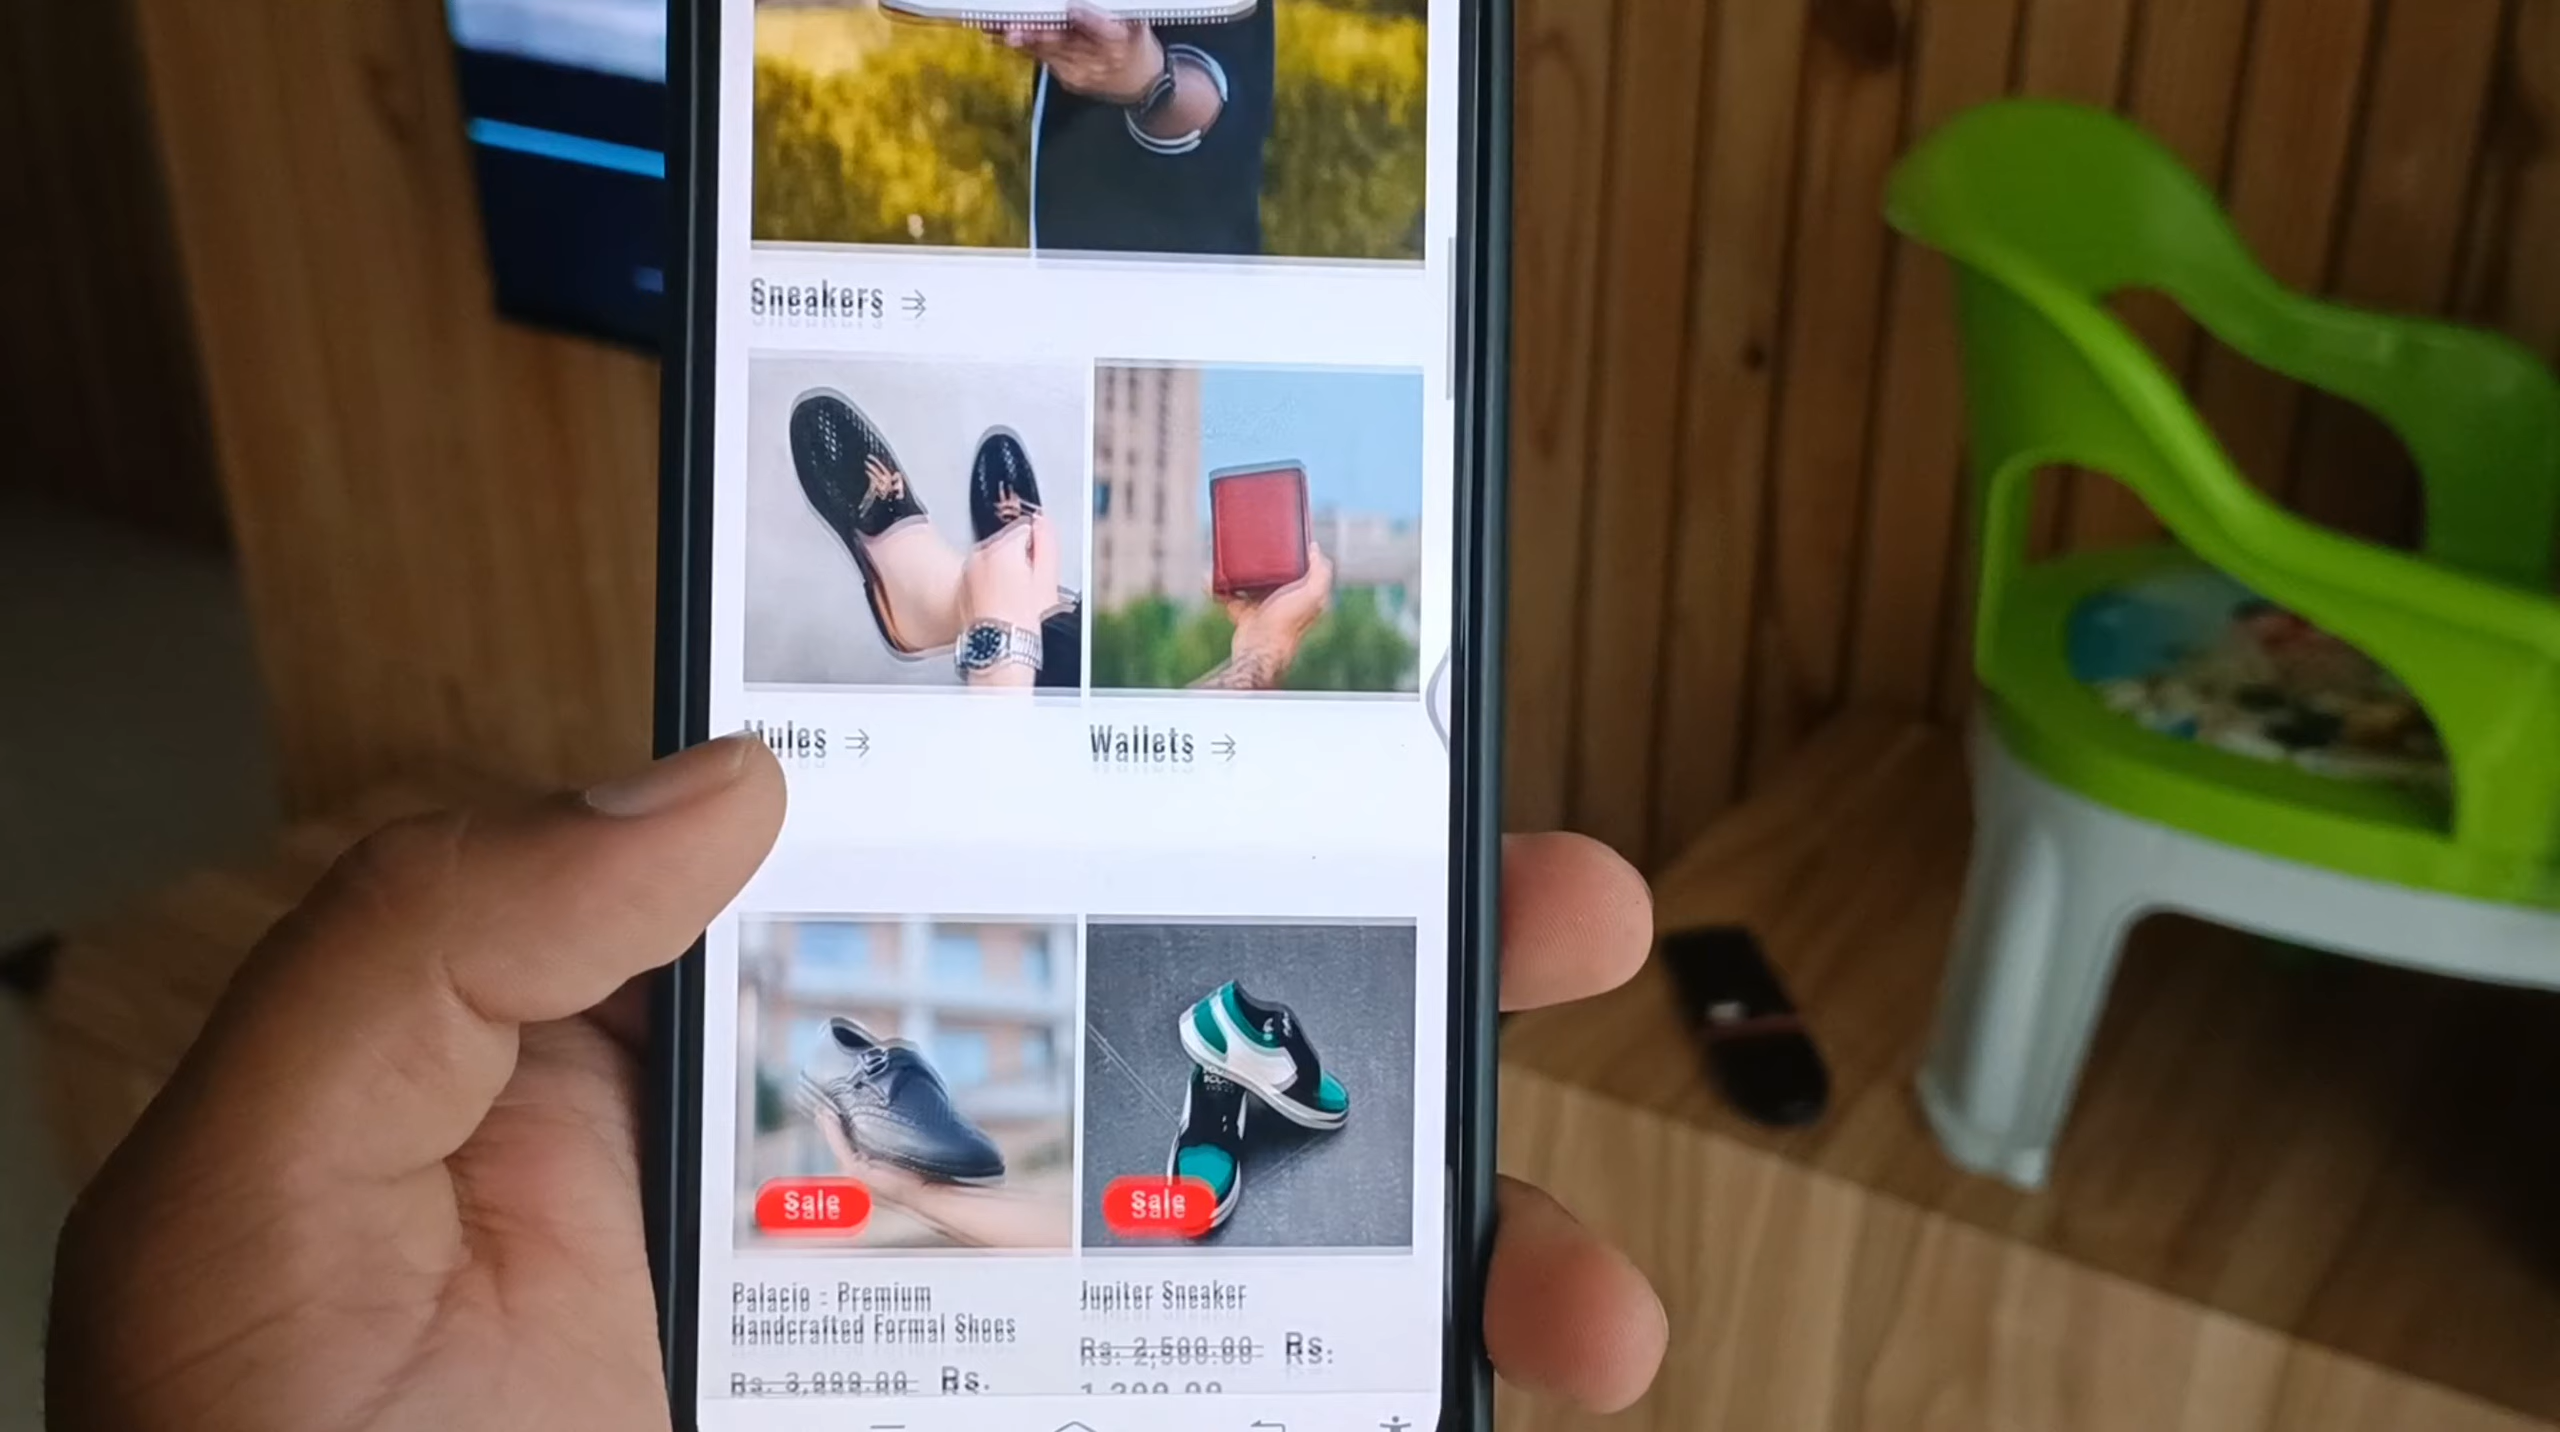 Sneakers →
Mules →
Wallets →
Sale
Sale
Balacio - Premium
Handcrafted Formal Shoes
Rs. 3,999.00 Rs.
Jupiter Sneaker
Rs. 2,500.00 Rs.